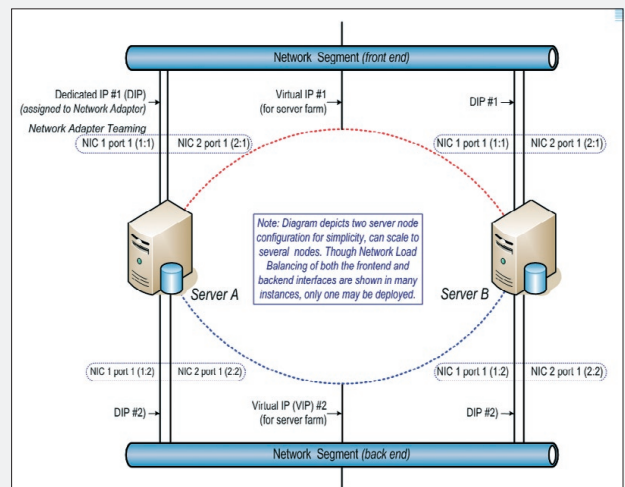 Network Segment (front end)
Dedicated IP #1 (DIP)
(assigned to Network Adapter)
Virtual IP #1
(for server farm)
DIP #1
Network Adapter Teaming
NIC 1 port 1 (1:1) NIC 2 port 1 (2:1)
NIC 1 port 1 (1:1) NIC 2 port 1 (2:1)
Note: Diagram depicts two server node
configuration for simplicity, can scale to
several nodes. Though Network Load
Balancing of both the frontend and
backend interfaces are shown in many
instances, only one may be deployed.
Server A
Server B
NIC 1 port 1 (1:2) NIC 2 port 1 (2:2)
NIC 1 port 1 (1:2) NIC 2 port 1 (2:2)
DIP #2)
Virtual IP (VIP) #2
(for server farm)
DIP #2)
Network Segment (back end)